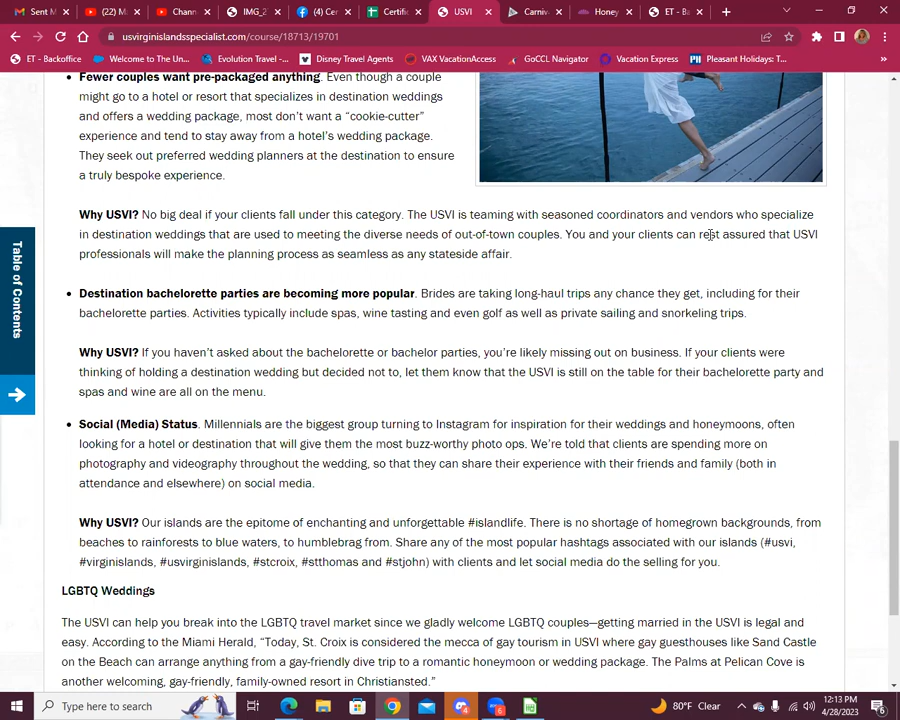 Sent M
(22) M
Chann
IMG_2
(4) Cer
Certific
USVI
Carniv
Honey
ET - Ba
usvirginislandsspecialist.com/course/18713/19701
ET - Backoffice
Welcome to The Un...
Evolution Travel -...
Disney Travel Agents
VAX VacationAccess
GoCCL Navigator
Vacation Express
Pleasant Holidays: T...
»
Fewer couples want pre-packaged anything. Even though a couple
might go to a hotel or resort that specializes in destination weddings
and offers a wedding package, most don’t want a “cookie-cutter”
experience and tend to stay away from a hotel’s wedding package.
They seek out preferred wedding planners at the destination to ensure
a truly bespoke experience.
Why USVI? No big deal if your clients fall under this category. The USVI is teaming with seasoned coordinators and vendors who specialize
in destination weddings that are used to meeting the diverse needs of out-of-town couples. You and your clients can rest assured that USVI
professionals will make the planning process as seamless as any stateside affair.
Destination bachelorette parties are becoming more popular. Brides are taking long-haul trips any chance they get, including for their
bachelorette parties. Activities typically include spas, wine tasting and even golf as well as private sailing and snorkeling trips.
Why USVI? If you haven’t asked about the bachelorette or bachelor parties, you’re likely missing out on business. If your clients were
thinking of holding a destination wedding but decided not to, let them know that the USVI is still on the table for their bachelorette party and
spas and wine are all on the menu.
Social (Media) Status. Millennials are the biggest group turning to Instagram for inspiration for their weddings and honeymoons, often
looking for a hotel or destination that will give them the most buzz-worthy photo ops. We’re told that clients are spending more on
photography and videography throughout the wedding, so that they can share their experience with their friends and family (both in
attendance and elsewhere) on social media.
Why USVI? Our islands are the epitome of enchanting and unforgettable #islandlife. There is no shortage of homegrown backgrounds, from
beaches to rainforests to blue waters, to humblebrag from. Share any of the most popular hashtags associated with our islands (#usvi,
#virginislands, #usvirginislands, #stcroix, #stthomas and #stjohn) with clients and let social media do the selling for you.
LGBTQ Weddings
The USVI can help you break into the LGBTQ travel market since we gladly welcome LGBTQ couples—getting married in the USVI is legal and
easy. According to the Miami Herald, “Today, St. Croix is considered the mecca of gay tourism in USVI where gay guesthouses like Sand Castle
on the Beach can arrange anything from a gay-friendly dive trip to a romantic honeymoon or wedding package. The Palms at Pelican Cove is
another welcoming, gay-friendly, family-owned resort in Christiansted.”
Table of Contents
Type here to search
80°F Clear
12:13 PM
4/28/2023